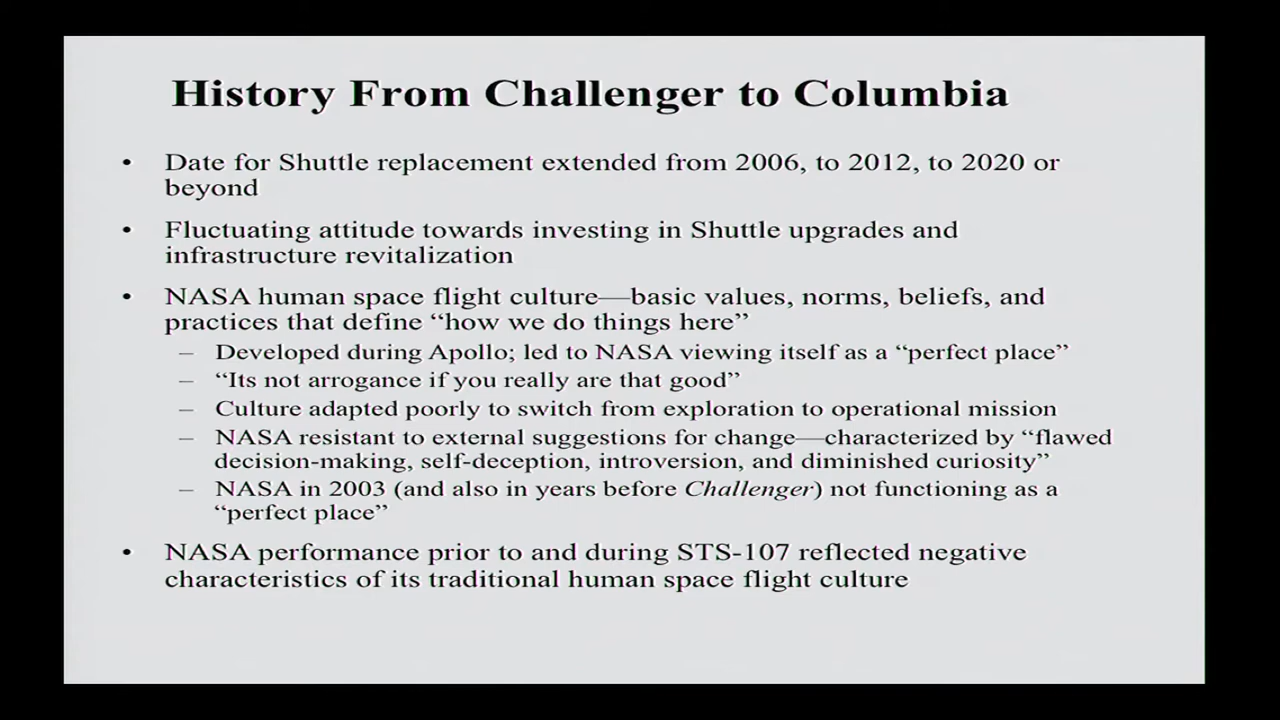 History From Challenger to Columbia
• Date for Shuttle replacement extended from 2006, to 2012, to 2020 or
beyond
• Fluctuating attitude towards investing in Shuttle upgrades and
infrastructure revitalization
• NASA human space flight culture—basic values, norms, beliefs, and
practices that define “how we do things here”
– Developed during Apollo; led to NASA viewing itself as a “perfect place”
– “Its not arrogance if you really are that good”
– Culture adapted poorly to switch from exploration to operational mission
– NASA resistant to external suggestions for change—characterized by “flawed
decision-making, self-deception, introversion, and diminished curiosity”
– NASA in 2003 (and also in years before Challenger) not functioning as a
“perfect place”
• NASA performance prior to and during STS-107 reflected negative
characteristics of its traditional human space flight culture